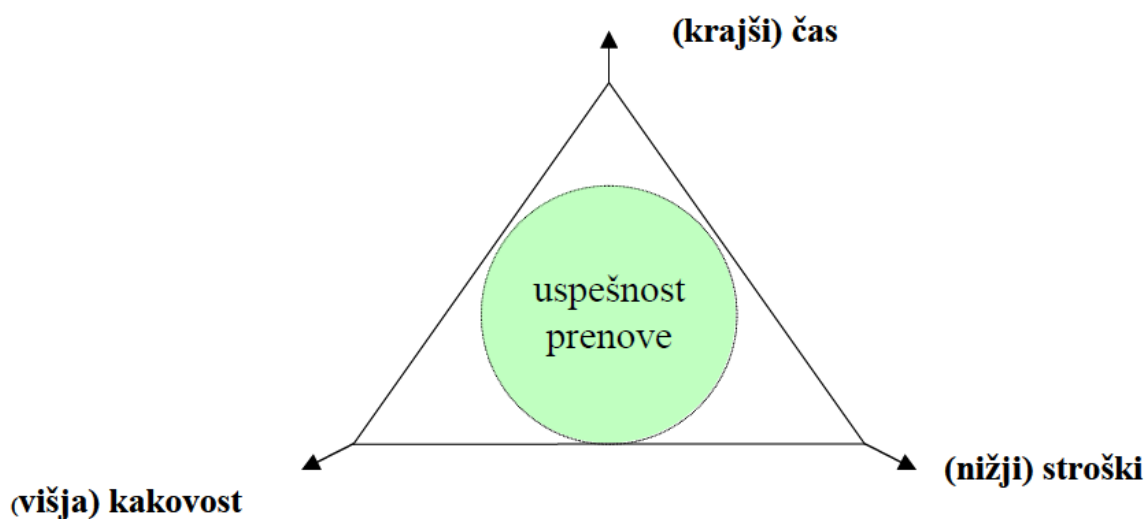 (krajši) čas
uspešnost
prenove
(nižji) stroški
(višja) kakovost